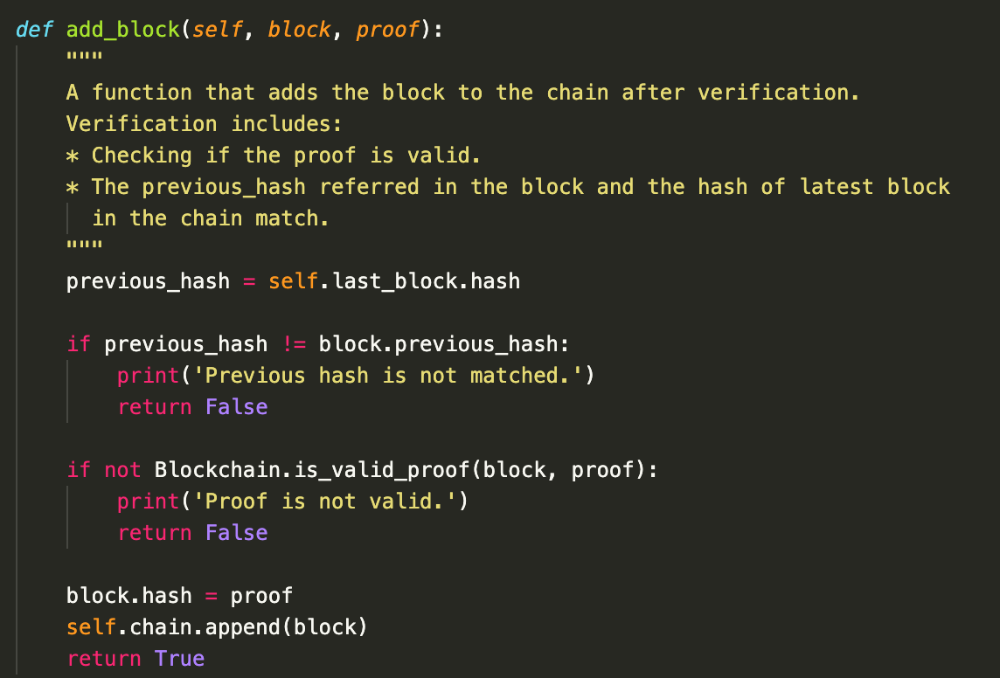 def add_block(self, block, proof):
    """
    A function that adds the block to the chain after verification.
    Verification includes:
    * Checking if the proof is valid.
    * The previous_hash referred in the block and the hash of latest block
      in the chain match.
    """
    previous_hash = self.last_block.hash

    if previous_hash != block.previous_hash:
        print('Previous hash is not matched.')
        return False

    if not Blockchain.is_valid_proof(block, proof):
        print('Proof is not valid.')
        return False

    block.hash = proof
    self.chain.append(block)
    return True